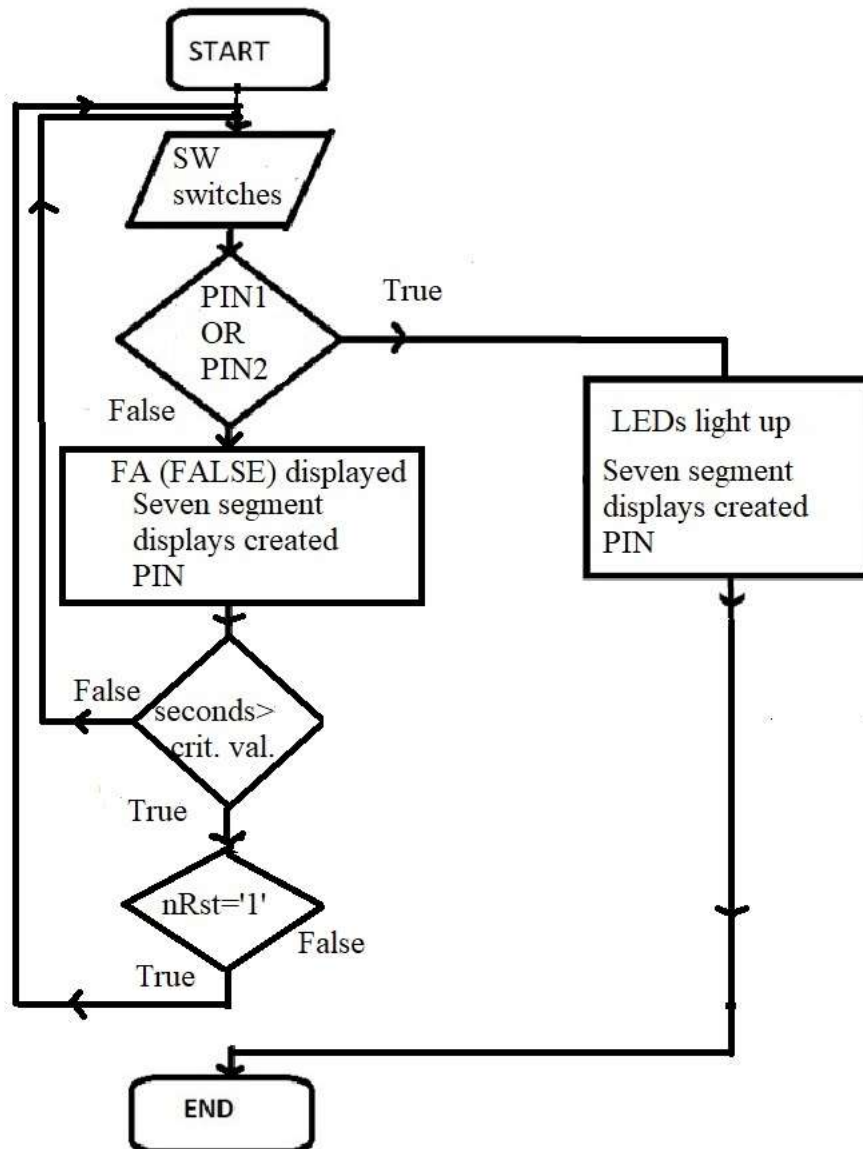 START
SW
switches
PIN1
OR
PIN2
True
False
LEDs light up
Seven segment
displays created
PIN
FA (FALSE) displayed
Seven segment
displays created
PIN
False
seconds>
crit. val.
True
nRst='1'
False
True
END